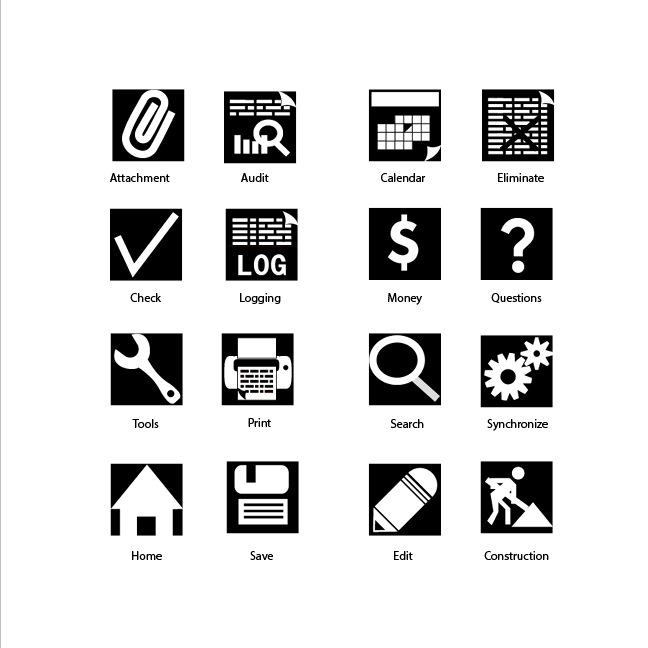 Attachment
Audit
Calendar
Eliminate
Check
LOG
Logging
$
Money
?
Questions
Tools
Print
Search
Synchronize
Home
Save
Edit
Construction